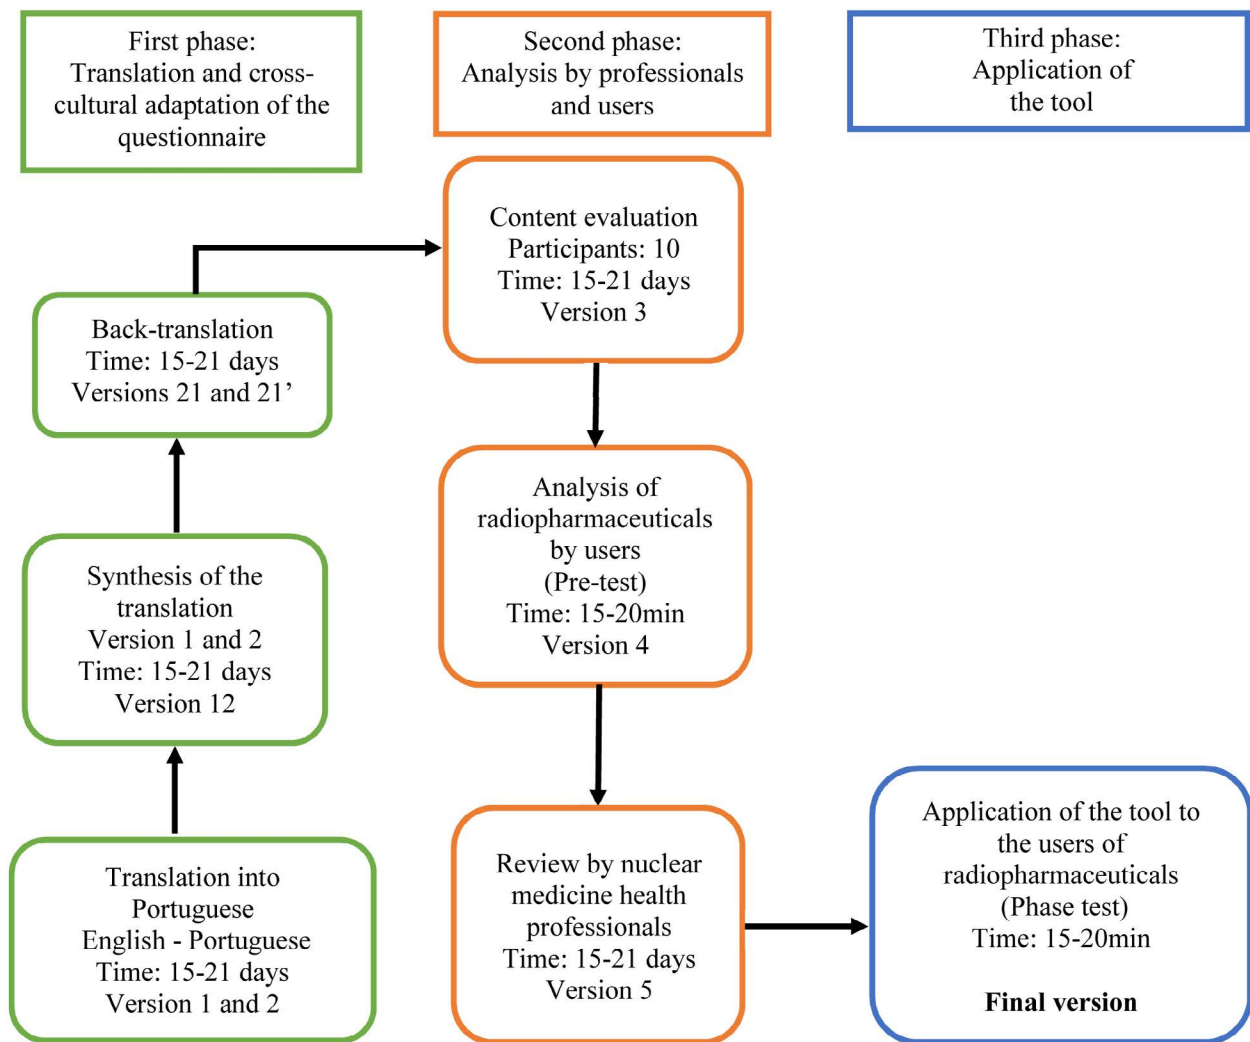 First phase:
Translation and cross-
cultural adaptation of the
questionnaire
Second phase:
Analysis by professionals
and users
Third phase:
Application of
the tool
Content evaluation
Participants: 10
Time: 15-21 days
Version 3
Back-translation
Time: 15-21 days
Versions 21 and 21’
Analysis of
radiopharmaceuticals
by users
(Pre-test)
Time: 15-20min
Version 4
Synthesis of the
translation
Version 1 and 2
Time: 15-21 days
Version 12
Translation into
Portuguese
English - Portuguese
Time: 15-21 days
Version 1 and 2
Review by nuclear
medicine health
professionals
Time: 15-21 days
Version 5
Application of the tool to
the users of
radiopharmaceuticals
(Phase test)
Time: 15-20min
Final version